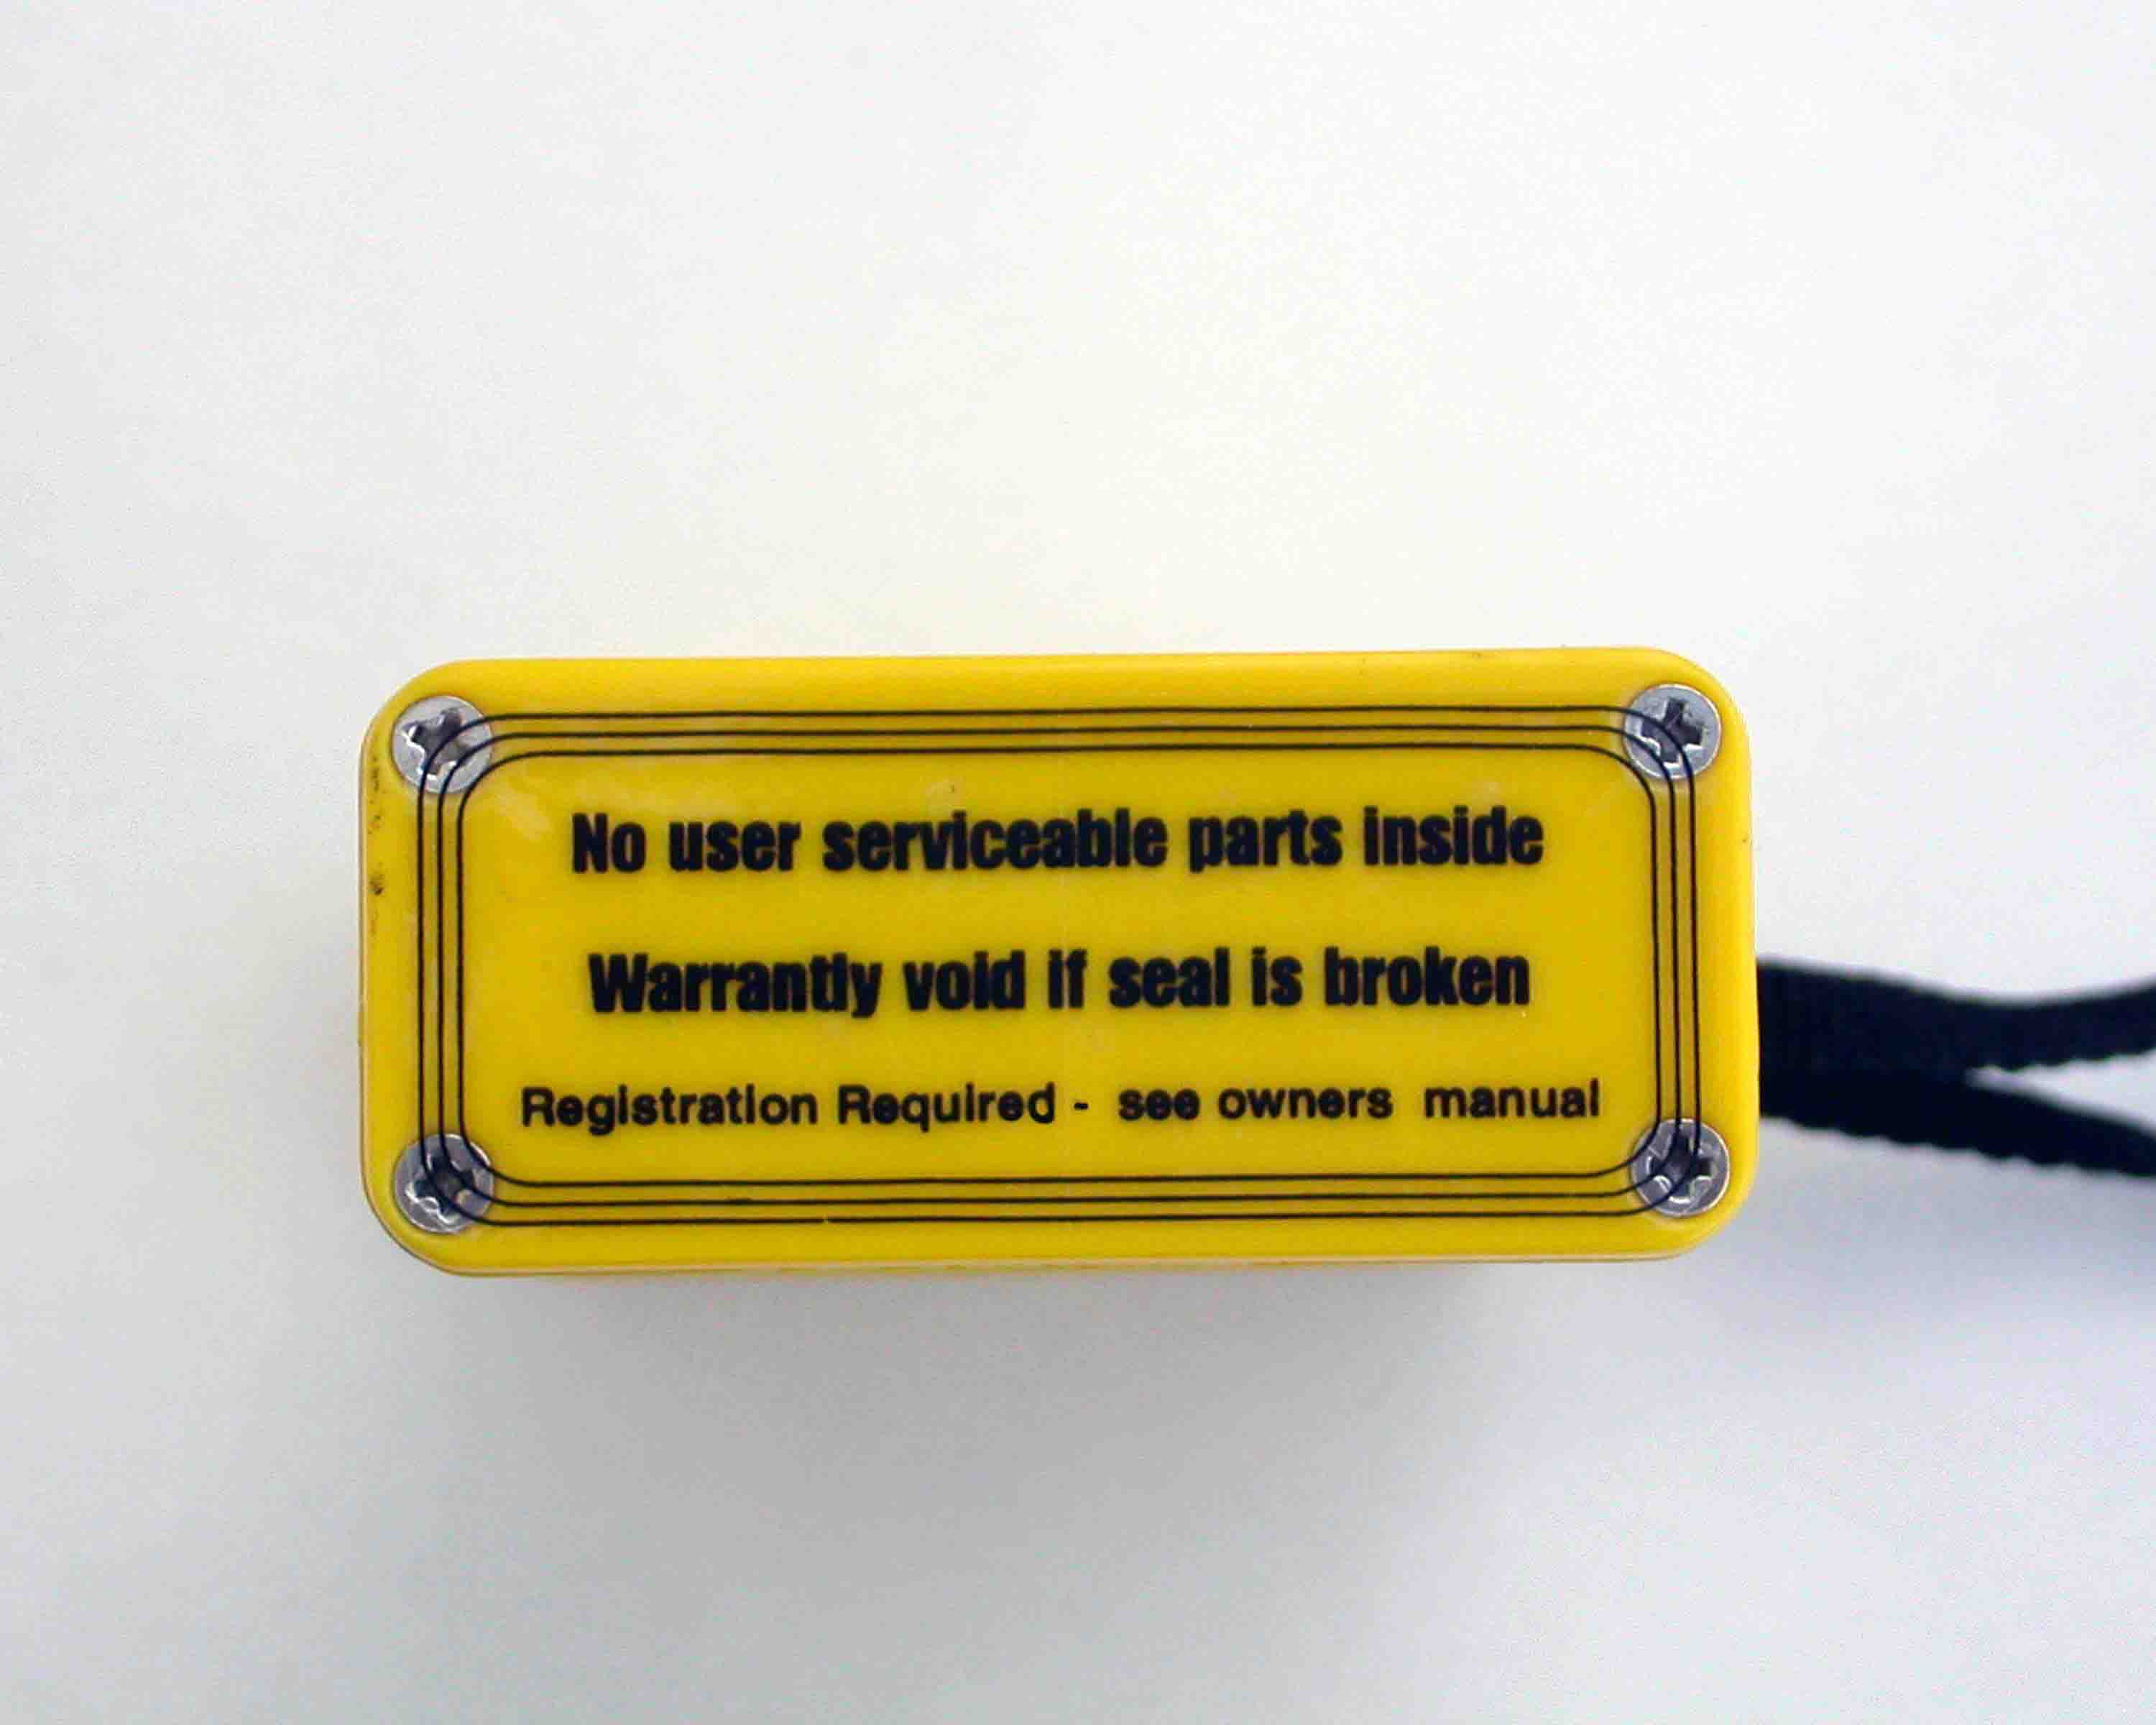 No user serviceable parts inside
Warrantly void if seal is broken
Registration Required - see owners manual